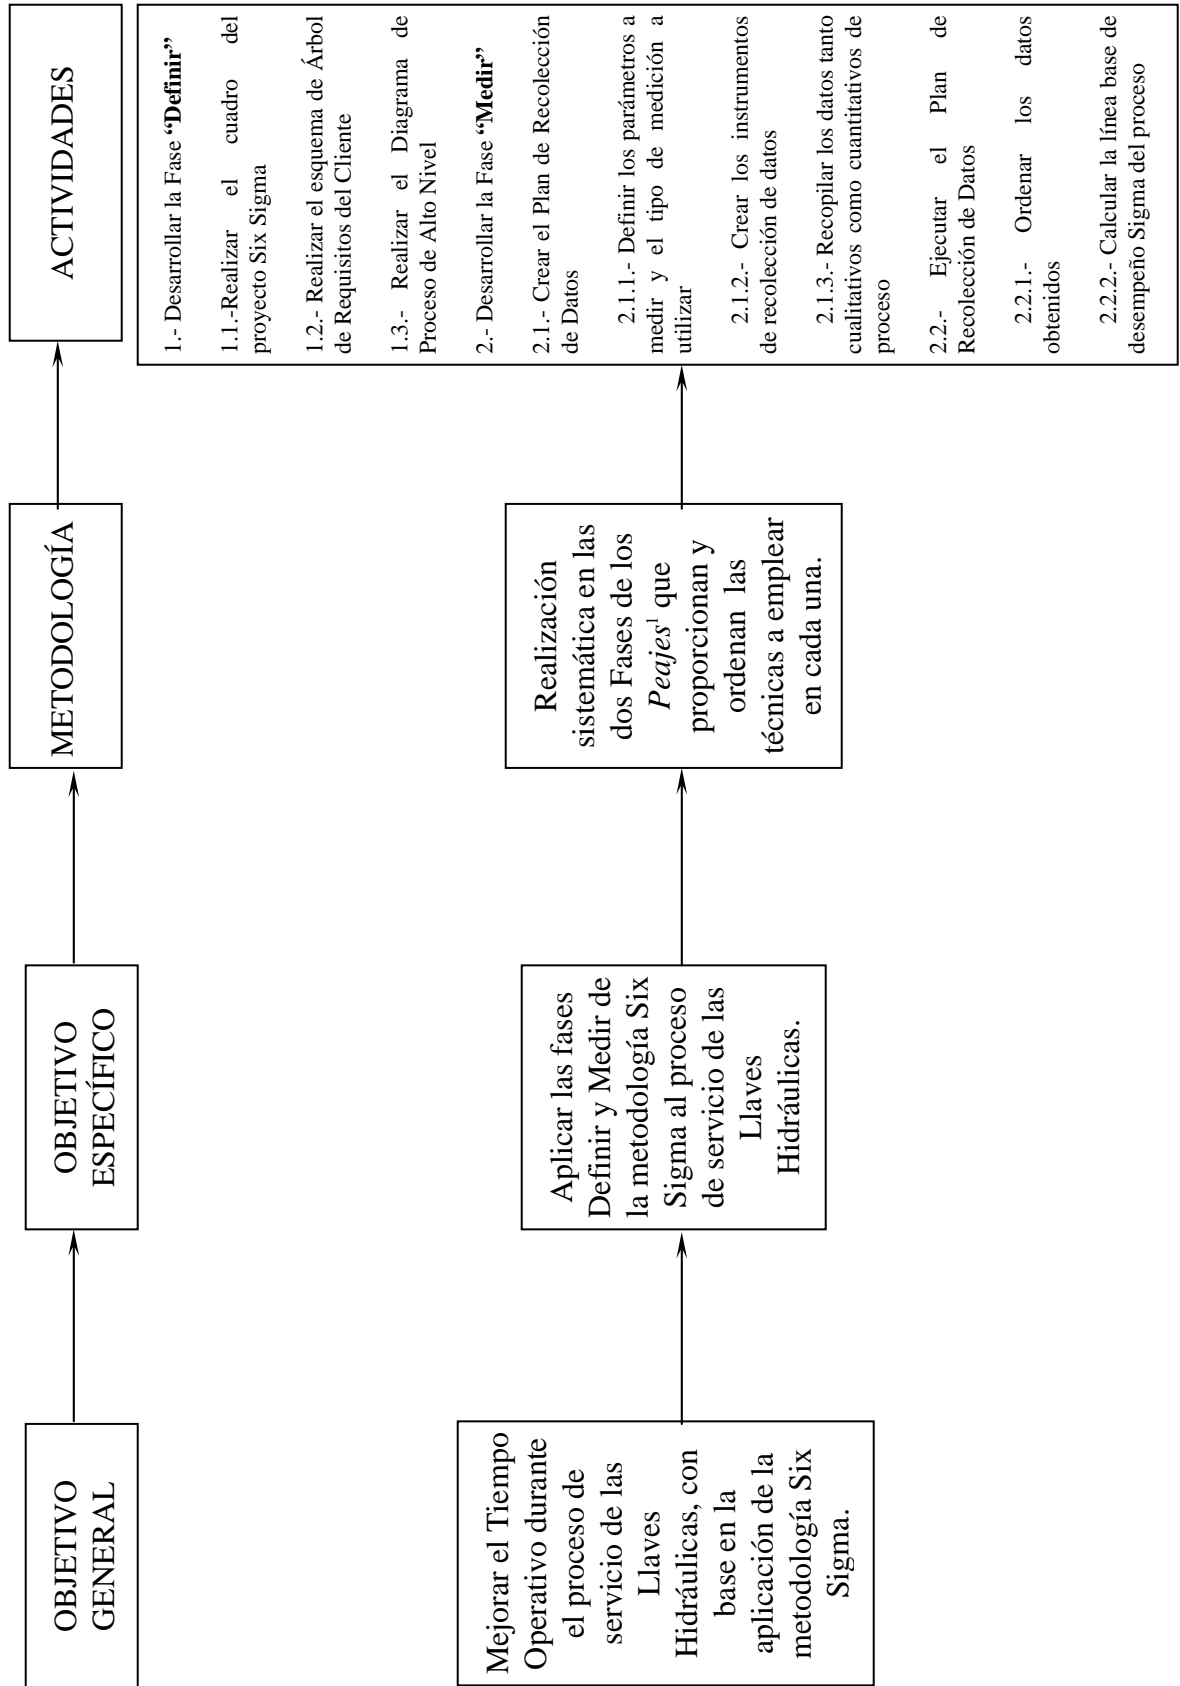 OBJETIVO
GENERAL
OBJETIVO
ESPECÍFICO
METODOLOGÍA
ACTIVIDADES
Mejorar el Tiempo
Operativo durante
el proceso de
servicio de las
Llaves
Hidráulicas, con
base en la
aplicación de la
metodología Six
Sigma.
Aplicar las fases
Definir y Medir de
la metodología Six
Sigma al proceso
de servicio de las
Llaves
Hidráulicas.
Realización
sistemática en las
dos Fases de los
Peajes¹ que
proporcionan y
ordenan las
técnicas a emplear
en cada una.
1.- Desarrollar la Fase “Definir”
1.1.-Realizar el cuadro del
proyecto Six Sigma
1.2.- Realizar el esquema de Árbol
de Requisitos del Cliente
1.3.- Realizar el Diagrama de
Proceso de Alto Nivel
2.- Desarrollar la Fase “Medir”
2.1.- Crear el Plan de Recolección
de Datos
2.1.1.- Definir los parámetros a
medir y el tipo de medición a
utilizar
2.1.2.- Crear los instrumentos
de recolección de datos
2.1.3.- Recopilar los datos tanto
cualitativos como cuantitativos de
proceso
2.2.- Ejecutar el Plan de
Recolección de Datos
2.2.1.- Ordenar los datos
obtenidos
2.2.2.- Calcular la línea base de
desempeño Sigma del proceso